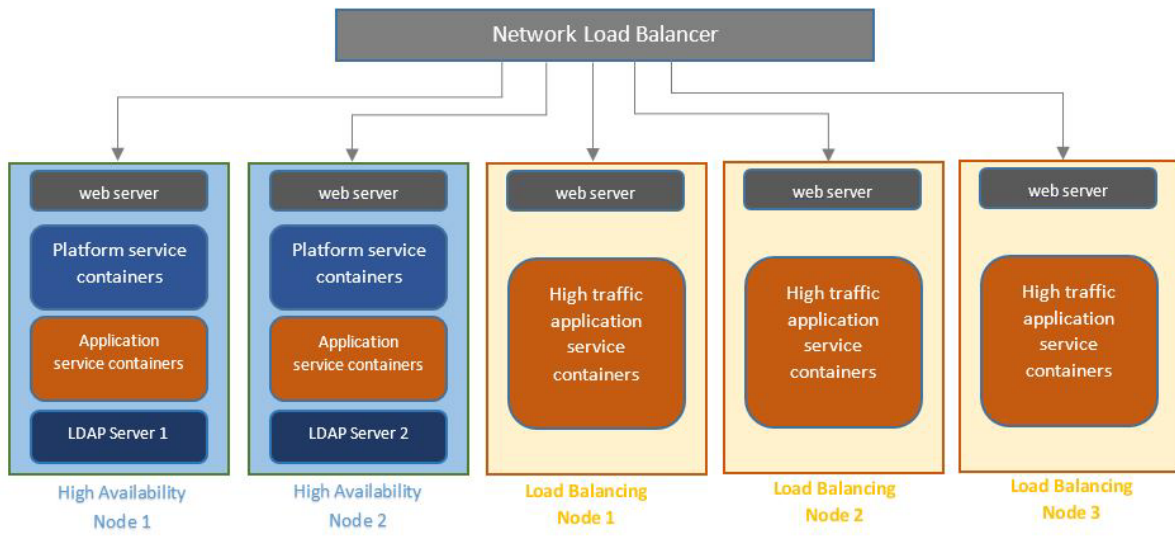 Network Load Balancer
web server
Platform service
containers
Application
service containers
LDAP Server 1
High Availability
Node 1
web server
Platform service
containers
Application
service containers
LDAP Server 2
High Availability
Node 2
web server
High traffic
application
service
containers
Load Balancing
Node 1
web server
High traffic
application
service
containers
Load Balancing
Node 2
web server
High traffic
application
service
containers
Load Balancing
Node 3